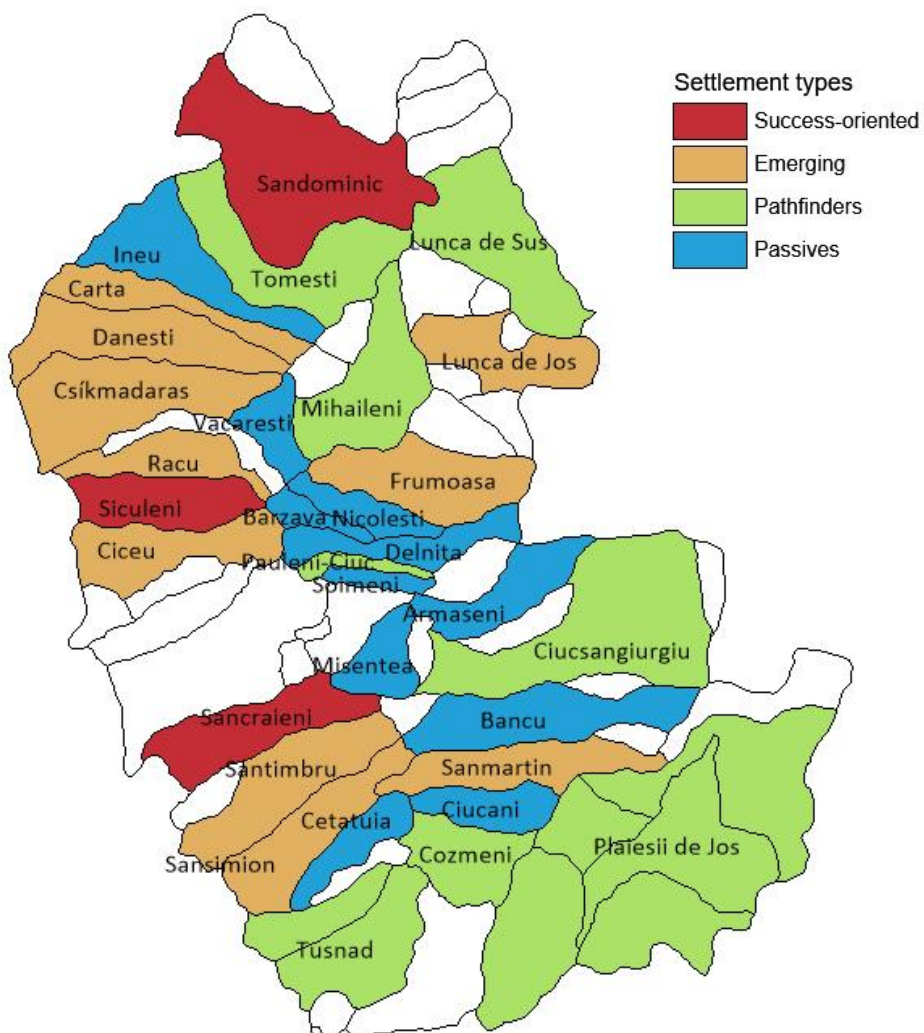 Settlement types
Success-oriented
Emerging
Pathfinders
Passives
Sandominic
Lunca de Sus
Ineu
Tomesti
Carta
Danesti
Lunca de Jos
Csíkmadaras
Mihaileni
Vacaresti
Racu
Frumoasa
Siculeni
Barzava
Nicolesti
Ciceu
Delnita
Pauleni-Ciuc
Soimeni
Armaseni
Ciucsangiurgiu
Misentea
Sancraieni
Bancu
Santimbru
Sanmartin
Cetatuia
Ciucani
Plaiesii de Jos
Cozmeni
Sansimion
Tusnad